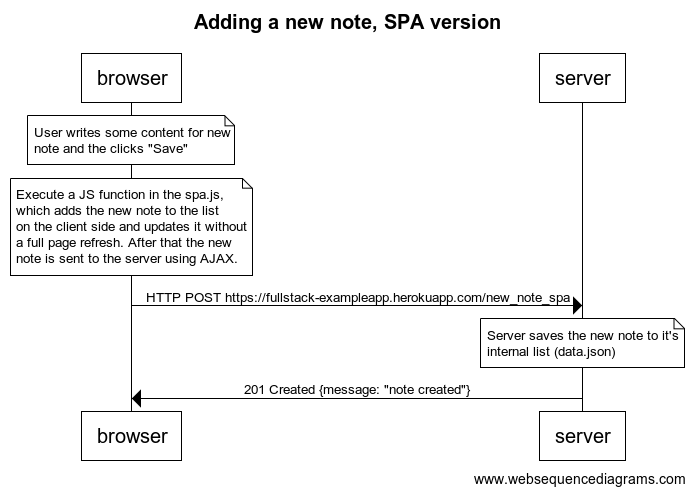 Adding a new note, SPA version
browser
server
User writes some content for new
note and the clicks "Save"
Execute a JS function in the spa.js,
which adds the new note to the list
on the client side and updates it without
a full page refresh. After that the new
note is sent to the server using AJAX.
HTTP POST https://fullstack-exampleapp.herokuapp.com/new_note_spa
Server saves the new note to it's
internal list (data.json)
201 Created {message: "note created"}
browser
server
www.websequencediagrams.com